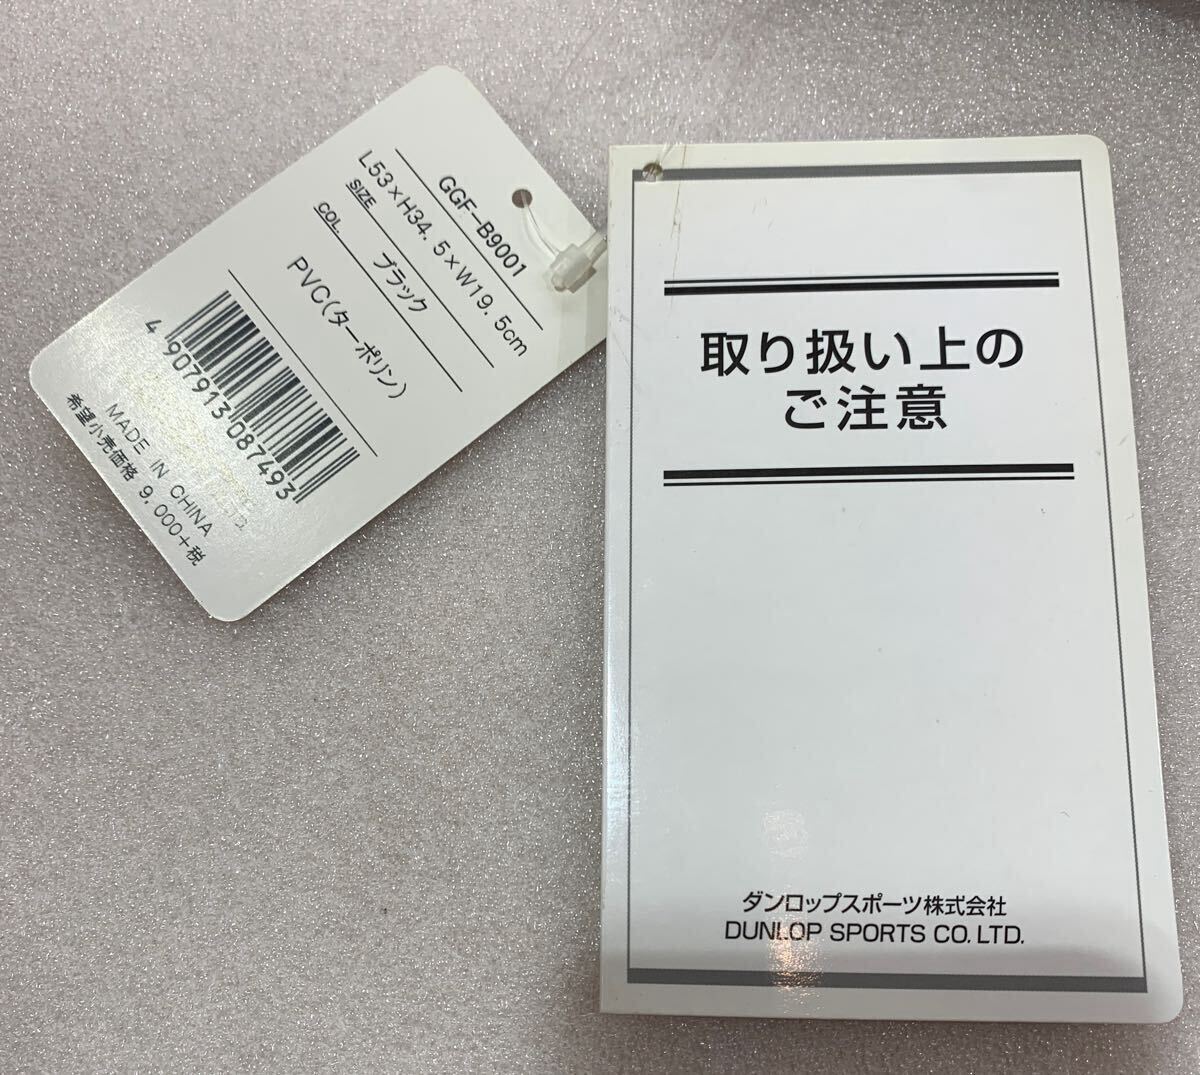 GGF-B9001
L53×H34.5×W19.5cm
SIZE
ブラック
COL.
PVC(ターポリン)
4 907913 087493
MADE IN CHINA
希望小売価格 9,000+税
取り扱い上の
ご注意
ダンロップスポーツ株式会社
DUNLOP SPORTS CO. LTD.